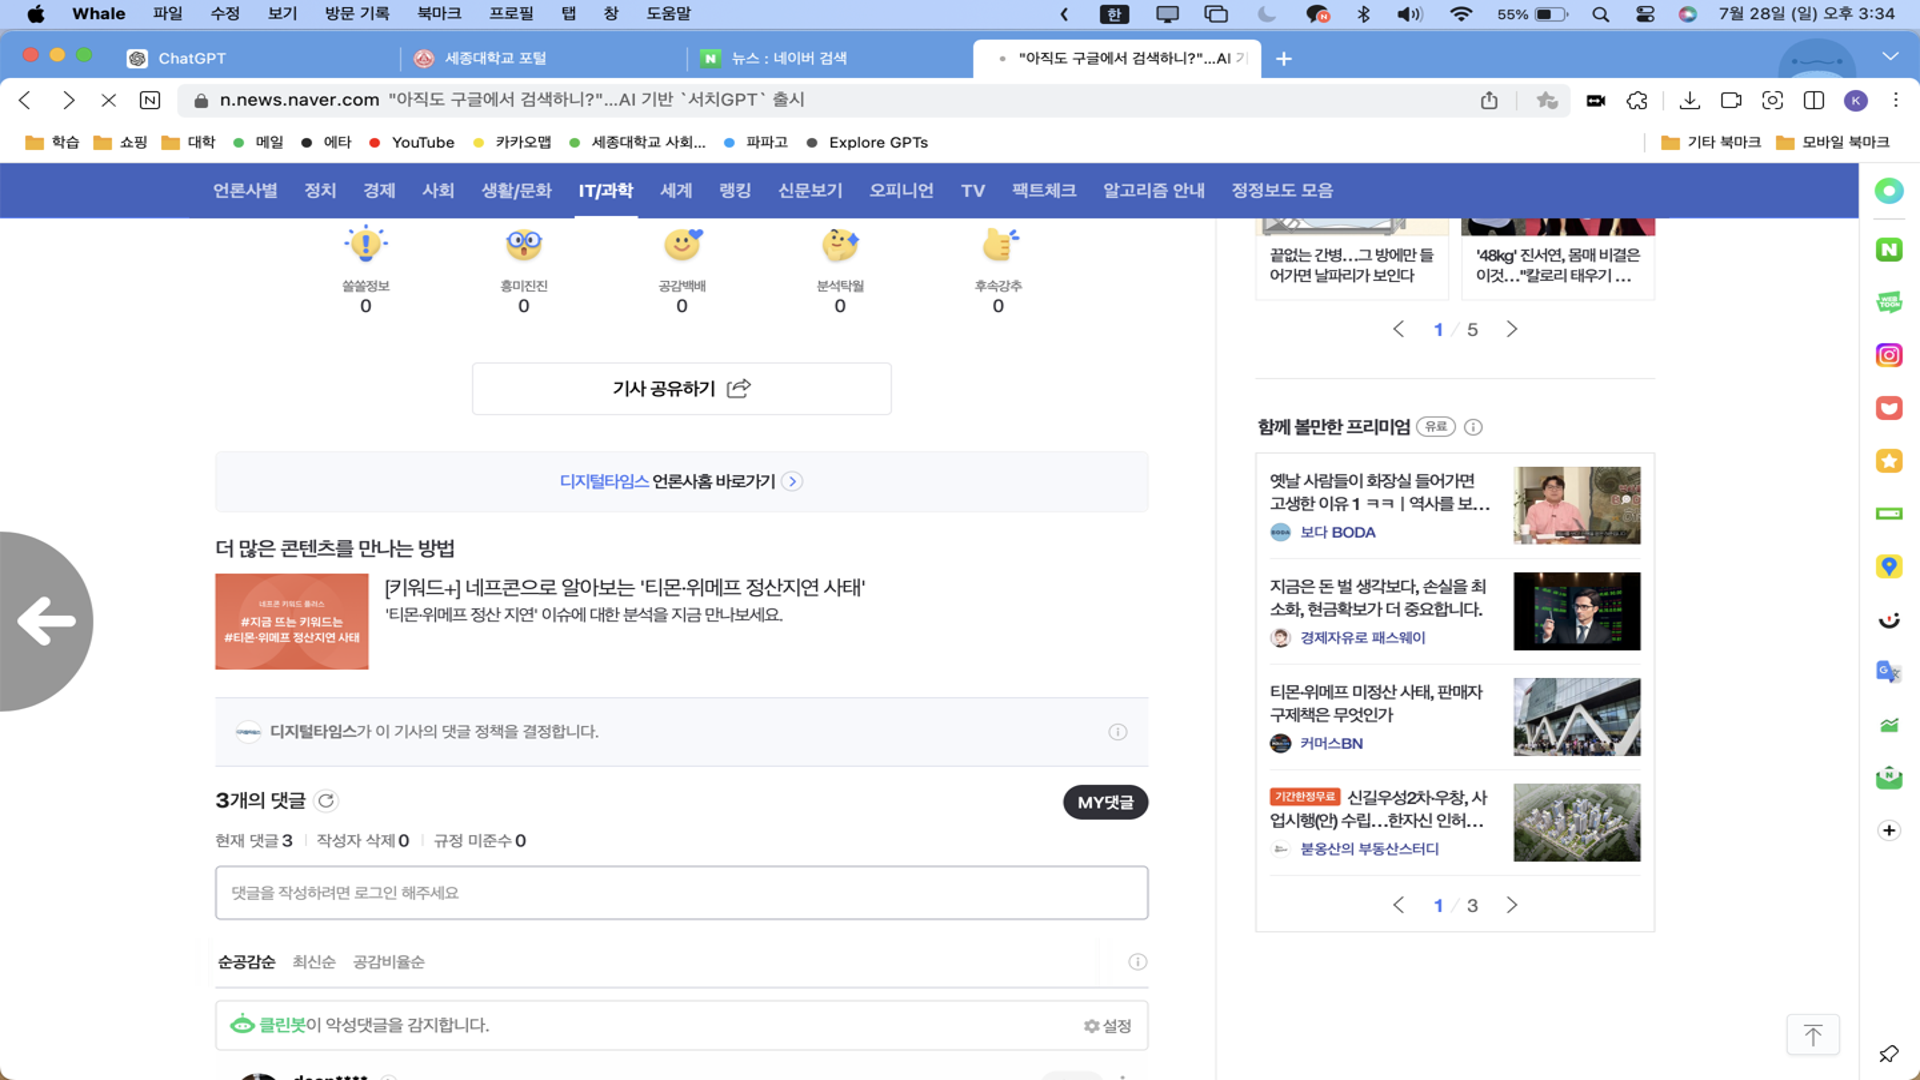 Whale 파일 수정 보기 방문 기록 북마크 프로필 탭 창 도움말 한 N 55% 7월 28일 (일) 오후 3:34
ChatGPT 세종대학교 포털 N 뉴스 : 네이버 검색 "아직도 구글에서 검색하니?"...AI
N n.news.naver.com "아직도 구글에서 검색하니?"...AI 기반 `서치GPT` 출시 K
학습 쇼핑 대학 메일 에타 YouTube 카카오맵 세종대학교 사회... 파파고 Explore GPTs 기타 북마크 모바일 북마크
언론사별 정치 경제 사회 생활/문화 IT/과학 세계 랭킹 신문보기 오피니언 TV 팩트체크 알고리즘 안내 정정보도 모음
쏠쏠정보 흥미진진 공감백배 분석탁월 후속강추
0 0 0 0 0
기사 공유하기
디지털타임스 언론사홈 바로가기
더 많은 콘텐츠를 만나는 방법
네프콘 키워드 플러스
#지금 뜨는 키워드는
#티몬·위메프 정산지연 사태
[키워드+] 네프콘으로 알아보는 '티몬·위메프 정산지연 사태'
'티몬·위메프 정산 지연' 이슈에 대한 분석을 지금 만나보세요.
디지털타임스가 이 기사의 댓글 정책을 결정합니다.
3개의 댓글
MY댓글
현재 댓글 3 작성자 삭제 0 규정 미준수 0
댓글을 작성하려면 로그인 해주세요
순공감순 최신순 공감비율순
클린봇이 악성댓글을 감지합니다.
설정
끝없는 간병…그 방에만 들
어가면 날파리가 보인다
'48kg' 진서연, 몸매 비결은
이것…"칼로리 태우기 …
1 / 5
함께 볼만한 프리미엄 유료
옛날 사람들이 화장실 들어가면
고생한 이유 1 ㅋㅋ | 역사를 보…
BODA 보다 BODA
지금은 돈 벌 생각보다, 손실을 최
소화, 현금확보가 더 중요합니다.
경제자유로 패스웨이
티몬·위메프 미정산 사태, 판매자
구제책은 무엇인가
커머스BN
기간한정무료 신길우성2차·우창, 사
업시행(안) 수립…한자신 인허…
붇옹산의 부동산스터디
1 / 3
N
WEB
TOON
G
N